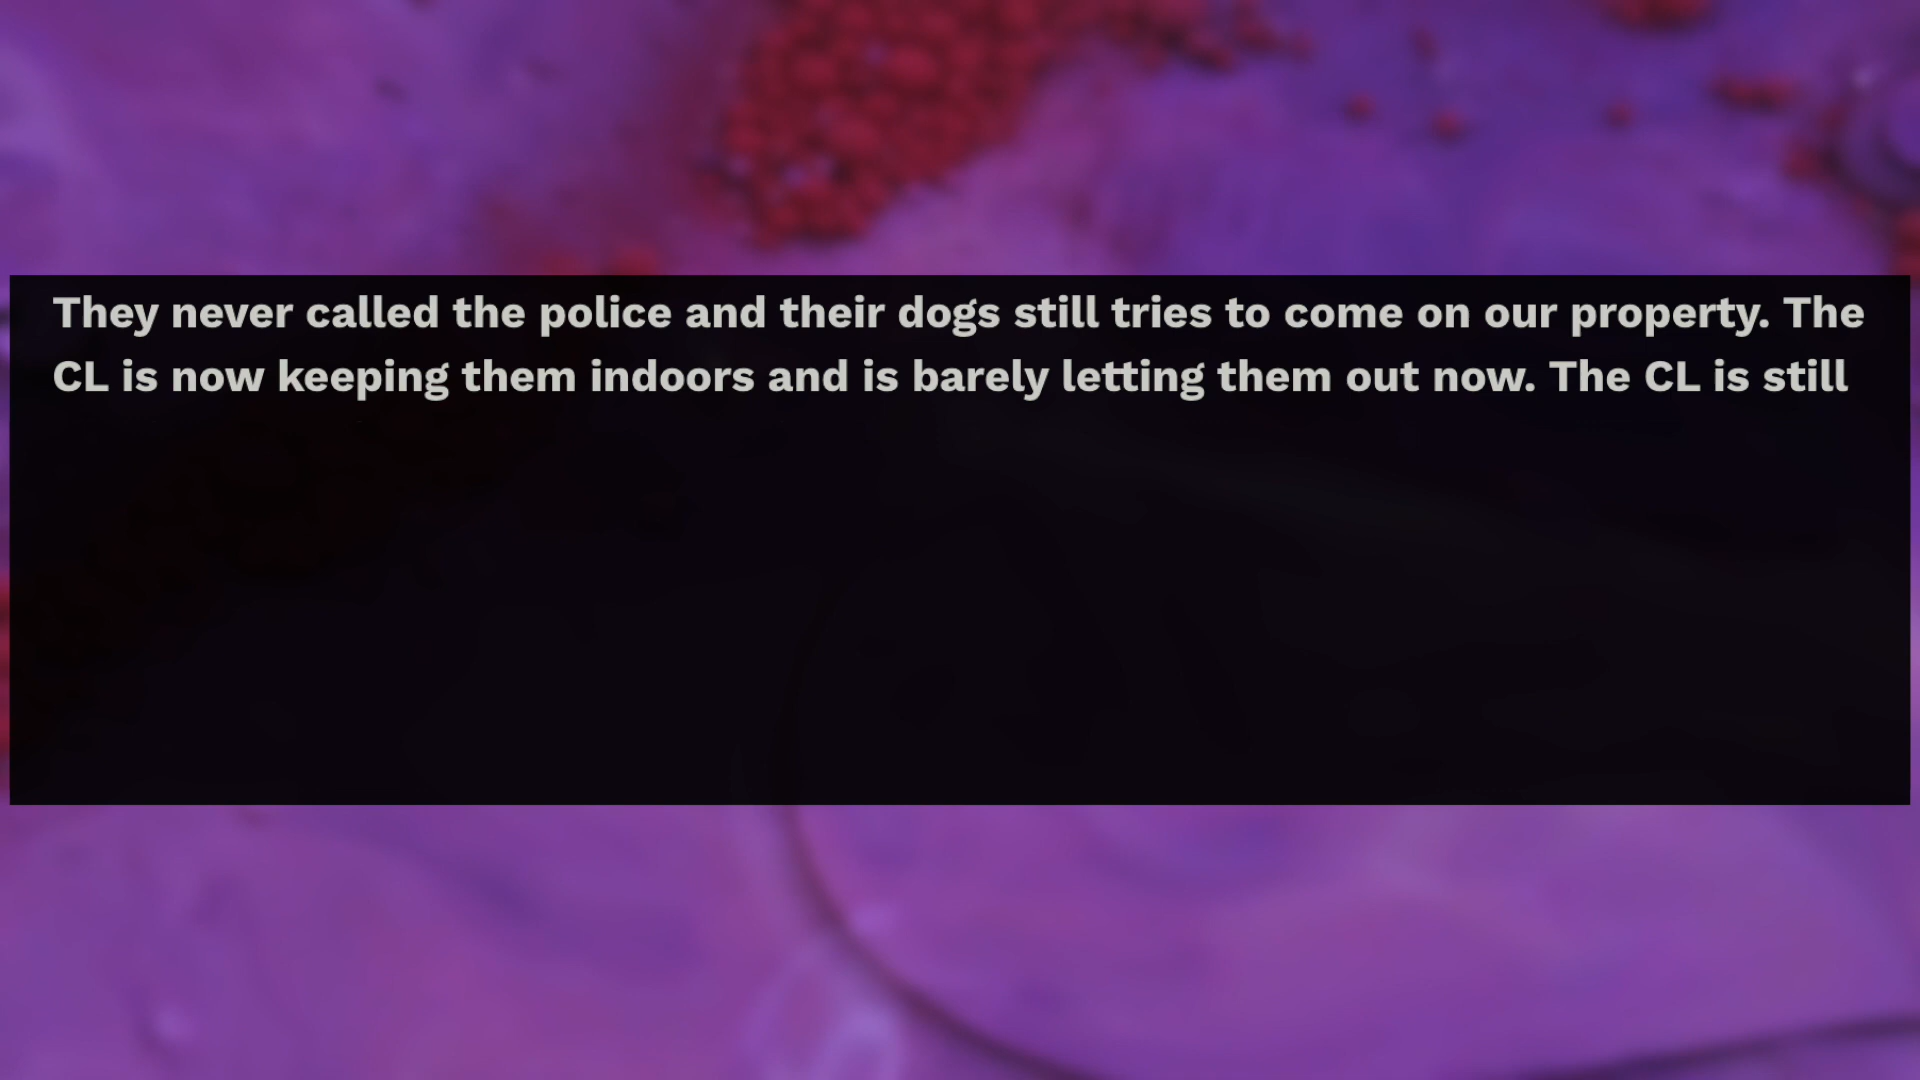 They never called the police and their dogs still tries to come on our property. The
CL is now keeping them indoors and is barely letting them out now. The CL is still